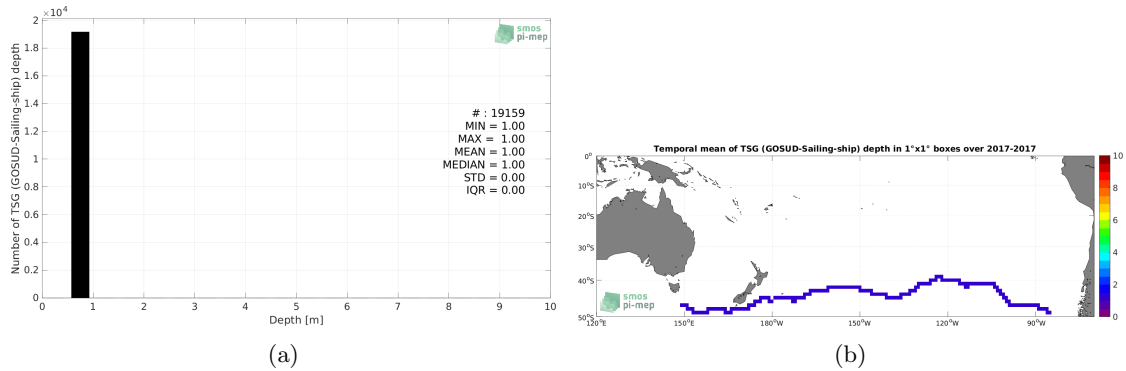 ×10⁴
2
1.8
1.6
1.4
1.2
1
0.8
0.6
0.4
0.2
0
Number of TSG (GOSUD-Sailing-ship) depth
smos
pi-mep
# : 19159
MIN = 1.00
MAX = 1.00
MEAN = 1.00
MEDIAN = 1.00
STD = 0.00
IQR = 0.00
0 1 2 3 4 5 6 7 8 9 10
Depth [m]
(a)
Temporal mean of TSG (GOSUD-Sailing-ship) depth in 1°x1° boxes over 2017-2017
0°
10°S
20°S
30°S
40°S
50°S
smos
pi-mep
120°E 150°E 180°W 150°W 120°W 90°W
10
8
6
4
2
0
(b)